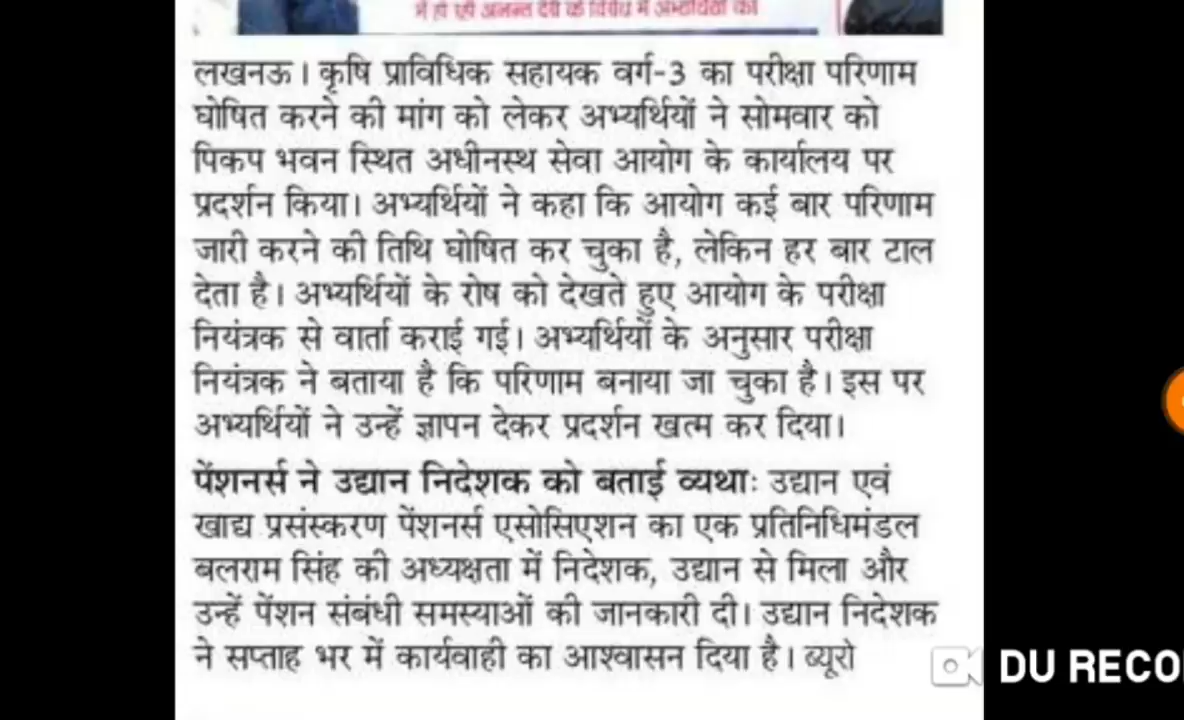 में हो रही अनन्त देरी के विरोध में अभ्यर्थियों का
लखनऊ। कृषि प्राविधिक सहायक वर्ग-3 का परीक्षा परिणाम
घोषित करने की मांग को लेकर अभ्यर्थियों ने सोमवार को
पिकप भवन स्थित अधीनस्थ सेवा आयोग के कार्यालय पर
प्रदर्शन किया। अभ्यर्थियों ने कहा कि आयोग कई बार परिणाम
जारी करने की तिथि घोषित कर चुका है, लेकिन हर बार टाल
देता है। अभ्यर्थियों के रोष को देखते हुए आयोग के परीक्षा
नियंत्रक से वार्ता कराई गई। अभ्यर्थियों के अनुसार परीक्षा
नियंत्रक ने बताया है कि परिणाम बनाया जा चुका है। इस पर
अभ्यर्थियों ने उन्हें ज्ञापन देकर प्रदर्शन खत्म कर दिया।
पेंशनर्स ने उद्यान निदेशक को बताई व्यथाः उद्यान एवं
खाद्य प्रसंस्करण पेंशनर्स एसोसिएशन का एक प्रतिनिधिमंडल
बलराम सिंह की अध्यक्षता में निदेशक, उद्यान से मिला और
उन्हें पेंशन संबंधी समस्याओं की जानकारी दी। उद्यान निदेशक
ने सप्ताह भर में कार्यवाही का आश्वासन दिया है। ब्यूरो
DU RECO